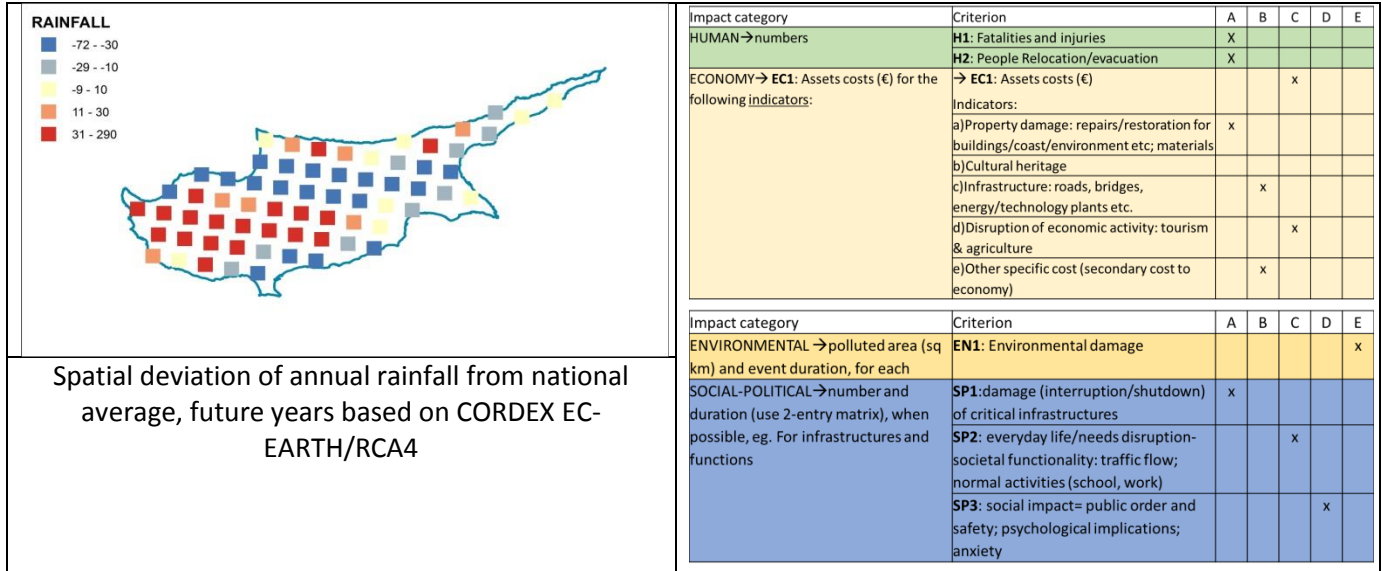 RAINFALL
-72 - -30
-29 - -10
-9 - 10
11 - 30
31 - 290
Spatial deviation of annual rainfall from national
average, future years based on CORDEX EC-
EARTH/RCA4
Impact category Criterion A B C D E
HUMAN→numbers H1: Fatalities and injuries X
H2: People Relocation/evacuation X
ECONOMY→ EC1: Assets costs (€) for the → EC1: Assets costs (€) x
following indicators: Indicators:
a)Property damage: repairs/restoration for x
buildings/coast/environment etc; materials
b)Cultural heritage
c)Infrastructure: roads, bridges, x
energy/technology plants etc.
d)Disruption of economic activity: tourism x
& agriculture
e)Other specific cost (secondary cost to x
economy)
Impact category Criterion A B C D E
ENVIRONMENTAL →polluted area (sq EN1: Environmental damage x
km) and event duration, for each
SOCIAL-POLITICAL→number and SP1:damage (interruption/shutdown) x
duration (use 2-entry matrix), when of critical infrastructures
possible, eg. For infrastructures and SP2: everyday life/needs disruption- x
functions societal functionality: traffic flow;
normal activities (school, work)
SP3: social impact= public order and x
safety; psychological implications;
anxiety